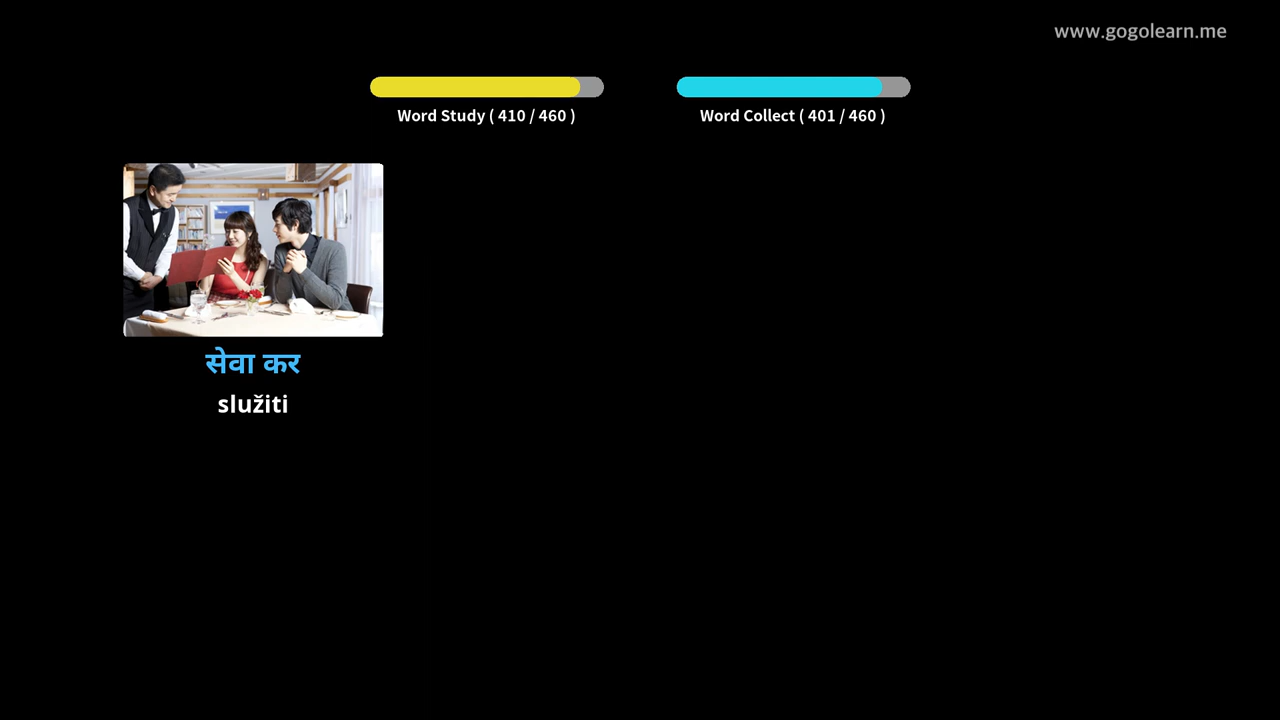 www.gogolearn.me
Word Study ( 410 / 460 )
Word Collect ( 401 / 460 )
सेवा कर
služiti